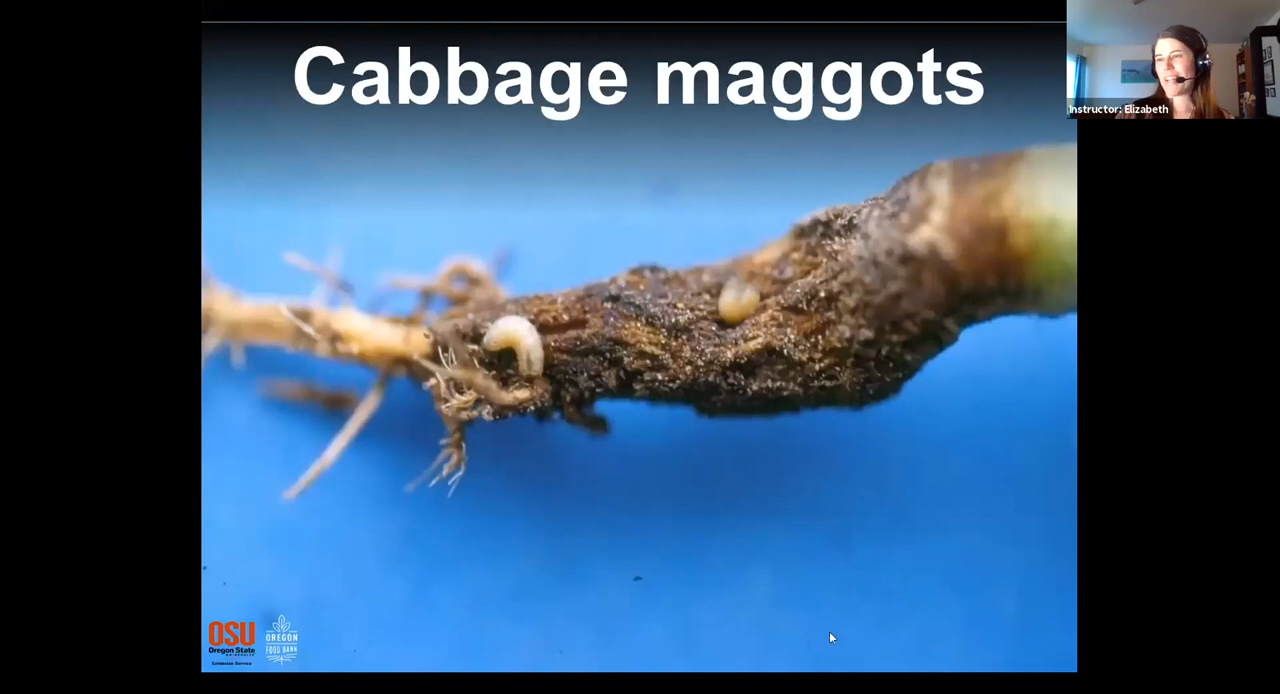 Cabbage maggots
Instructor: Elizabeth
OSU
Oregon State
UNIVERSITY
Extension Service
OREGON
FOOD BANK